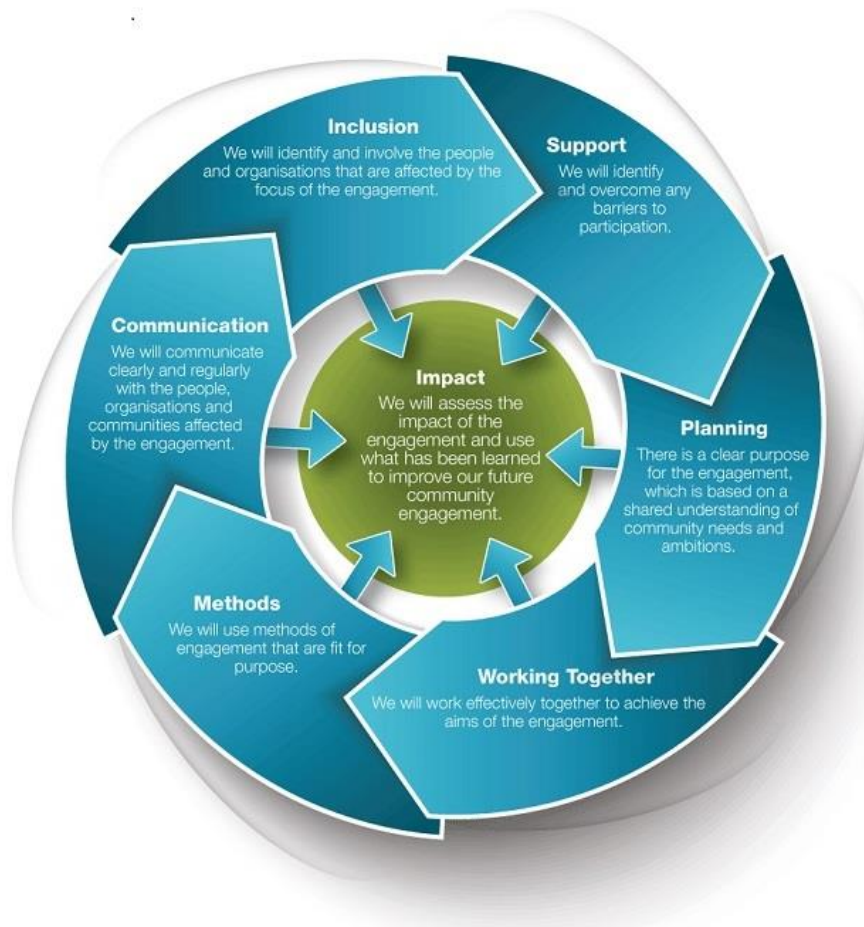 Inclusion
We will identify and involve the people
and organisations that are affected by the
focus of the engagement.
Support
We will identify
and overcome any
barriers to
participation.
Planning
There is a clear purpose
for the engagement,
which is based on a
shared understanding of
community needs and
ambitions.
Working Together
We will work effectively together to achieve the
aims of the engagement.
Methods
We will use methods of
engagement that are fit for
purpose.
Communication
We will communicate
clearly and regularly
with the people,
organisations and
communities affected
by the engagement.
Impact
We will assess the
impact of the
engagement and use
what has been learned
to improve our future
community
engagement.